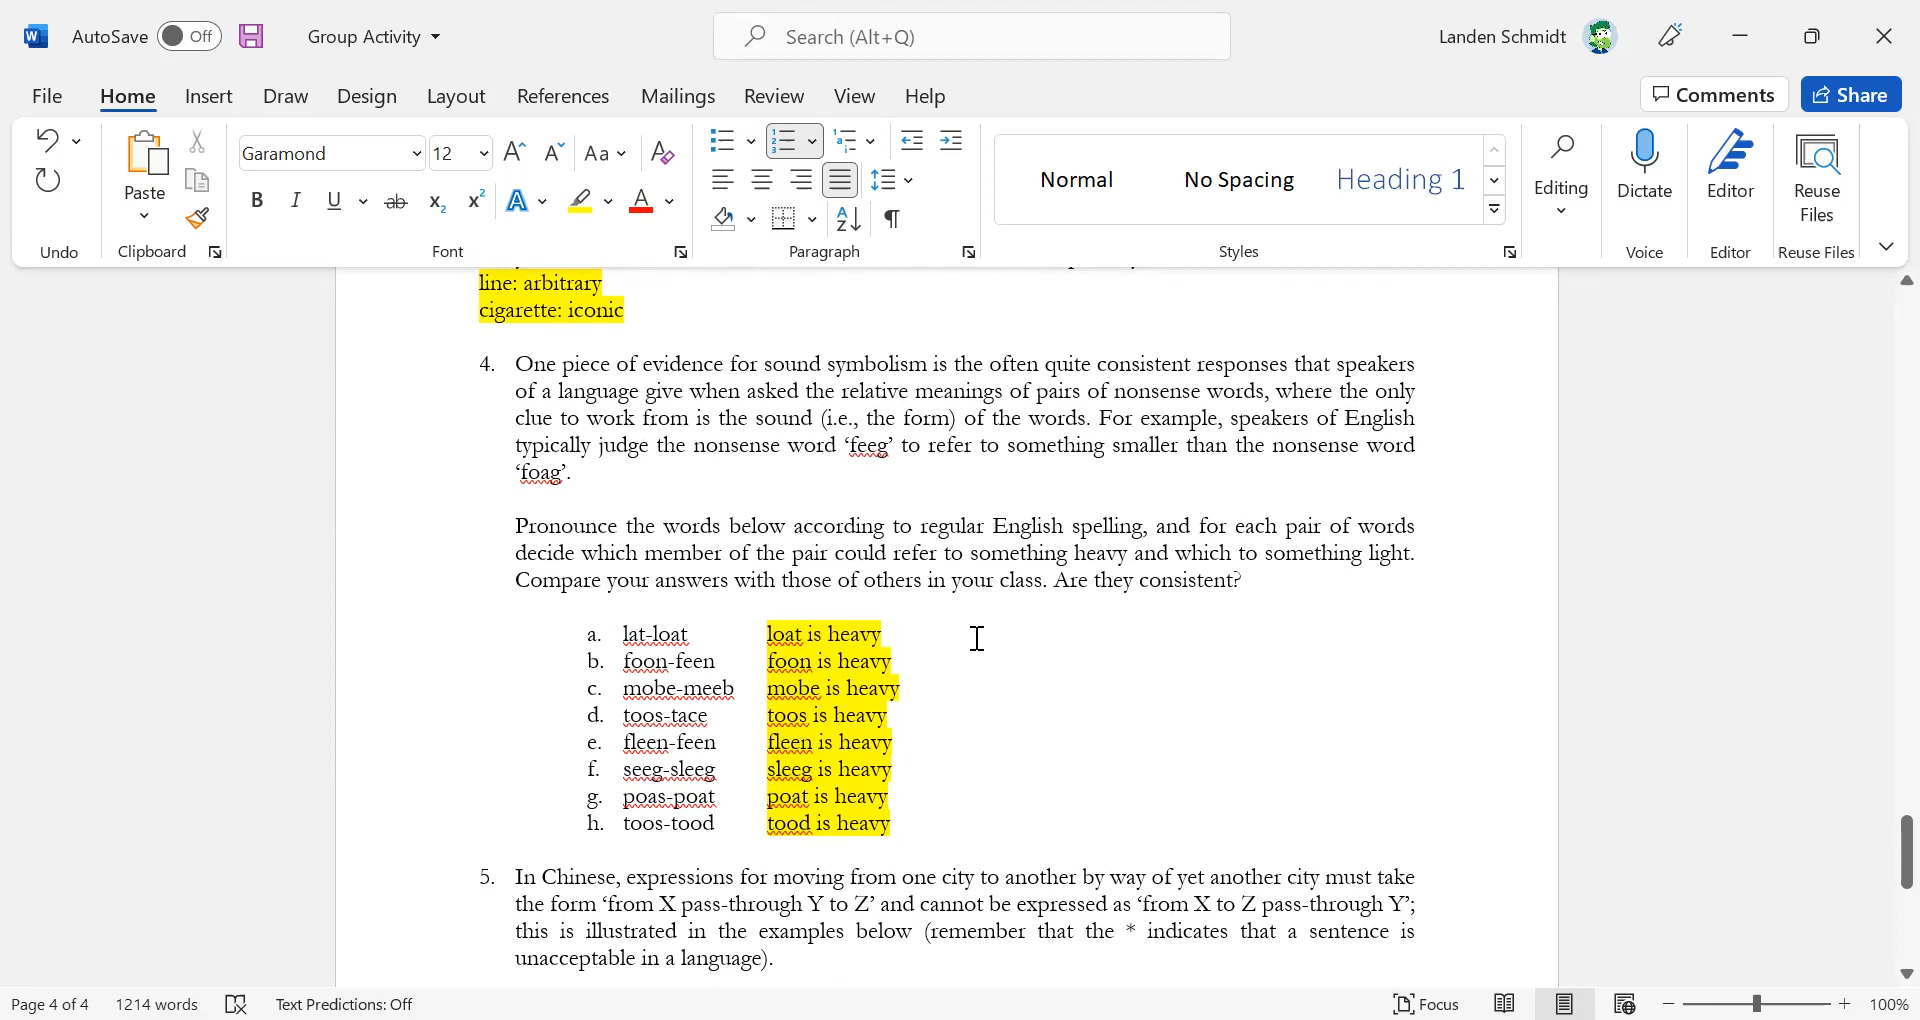 AutoSave Off Group Activity Search (Alt+Q) Landen Schmidt
File Home Insert Draw Design Layout References Mailings Review View Help Comments Share
Garamond 12 Aa
Paste
Normal No Spacing Heading 1
Editing Dictate Editor Reuse Files
Undo Clipboard Font Paragraph Styles Voice Editor Reuse Files
line: arbitrary
cigarette: iconic
4. One piece of evidence for sound symbolism is the often quite consistent responses that speakers
of a language give when asked the relative meanings of pairs of nonsense words, where the only
clue to work from is the sound (i.e., the form) of the words. For example, speakers of English
typically judge the nonsense word ‘feeg’ to refer to something smaller than the nonsense word
‘foag’.
Pronounce the words below according to regular English spelling, and for each pair of words
decide which member of the pair could refer to something heavy and which to something light.
Compare your answers with those of others in your class. Are they consistent?
a. lat-loat loat is heavy
b. foon-feen foon is heavy
c. mobe-meeb mobe is heavy
d. toos-tace toos is heavy
e. fleen-feen fleen is heavy
f. seeg-sleeg sleeg is heavy
g. poas-poat poat is heavy
h. toos-tood tood is heavy
5. In Chinese, expressions for moving from one city to another by way of yet another city must take
the form ‘from X pass-through Y to Z’ and cannot be expressed as ‘from X to Z pass-through Y’;
this is illustrated in the examples below (remember that the * indicates that a sentence is
unacceptable in a language).
Page 4 of 4 1214 words Text Predictions: Off Focus 100%